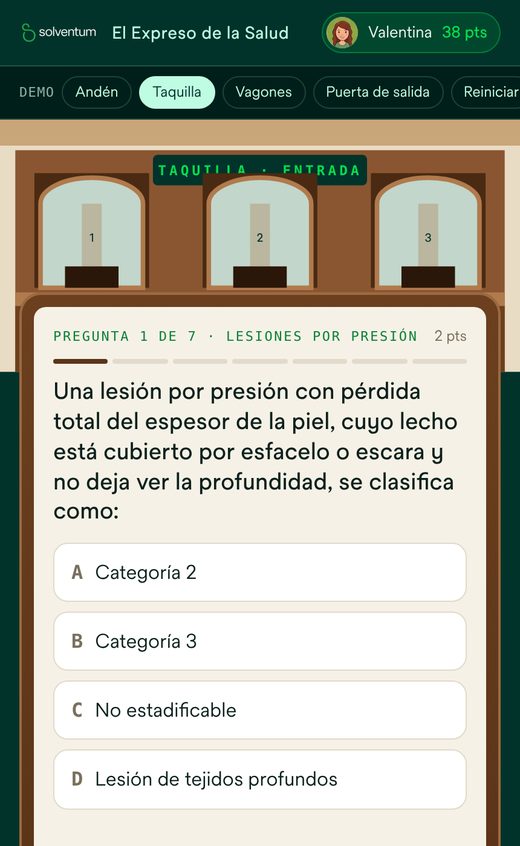 solventum
El Expreso de la Salud
Valentina 38 pts
DEMO Andén Taquilla Vagones Puerta de salida Reiniciar
TAQUILLA · ENTRADA
1 2 3
PREGUNTA 1 DE 7 · LESIONES POR PRESIÓN 2 pts
Una lesión por presión con pérdida
total del espesor de la piel, cuyo lecho
está cubierto por esfacelo o escara y
no deja ver la profundidad, se clasifica
como:
A Categoría 2
B Categoría 3
C No estadificable
D Lesión de tejidos profundos